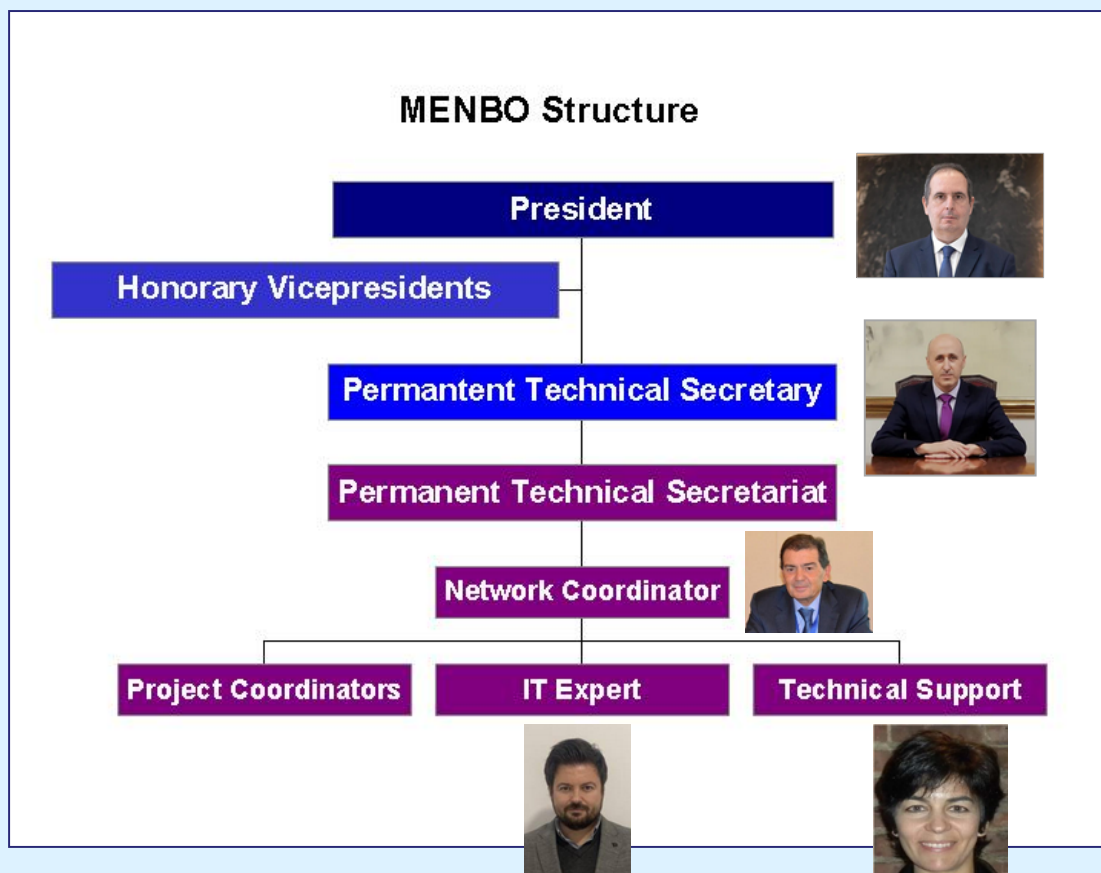 MENBO Structure
President
Honorary Vicepresidents
Permantent Technical Secretary
Permanent Technical Secretariat
Network Coordinator
Project Coordinators
IT Expert
Technical Support